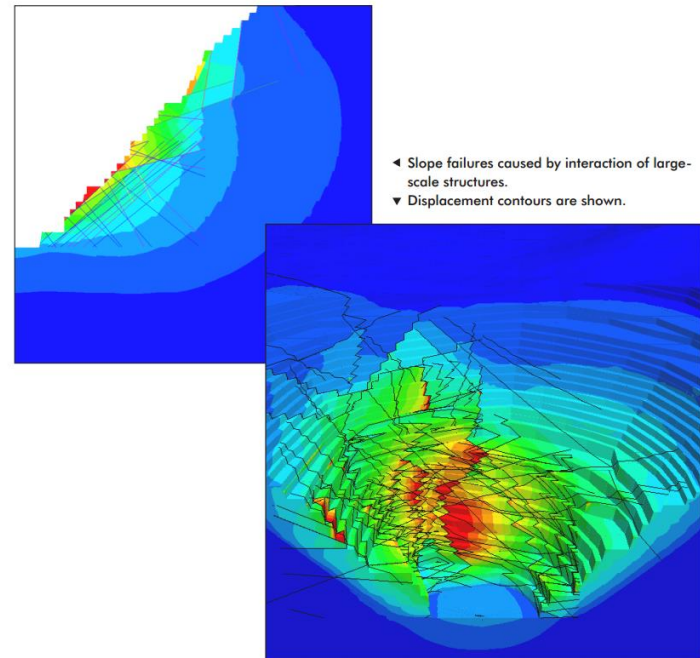 ◄ Slope failures caused by interaction of large-
scale structures.
▼ Displacement contours are shown.